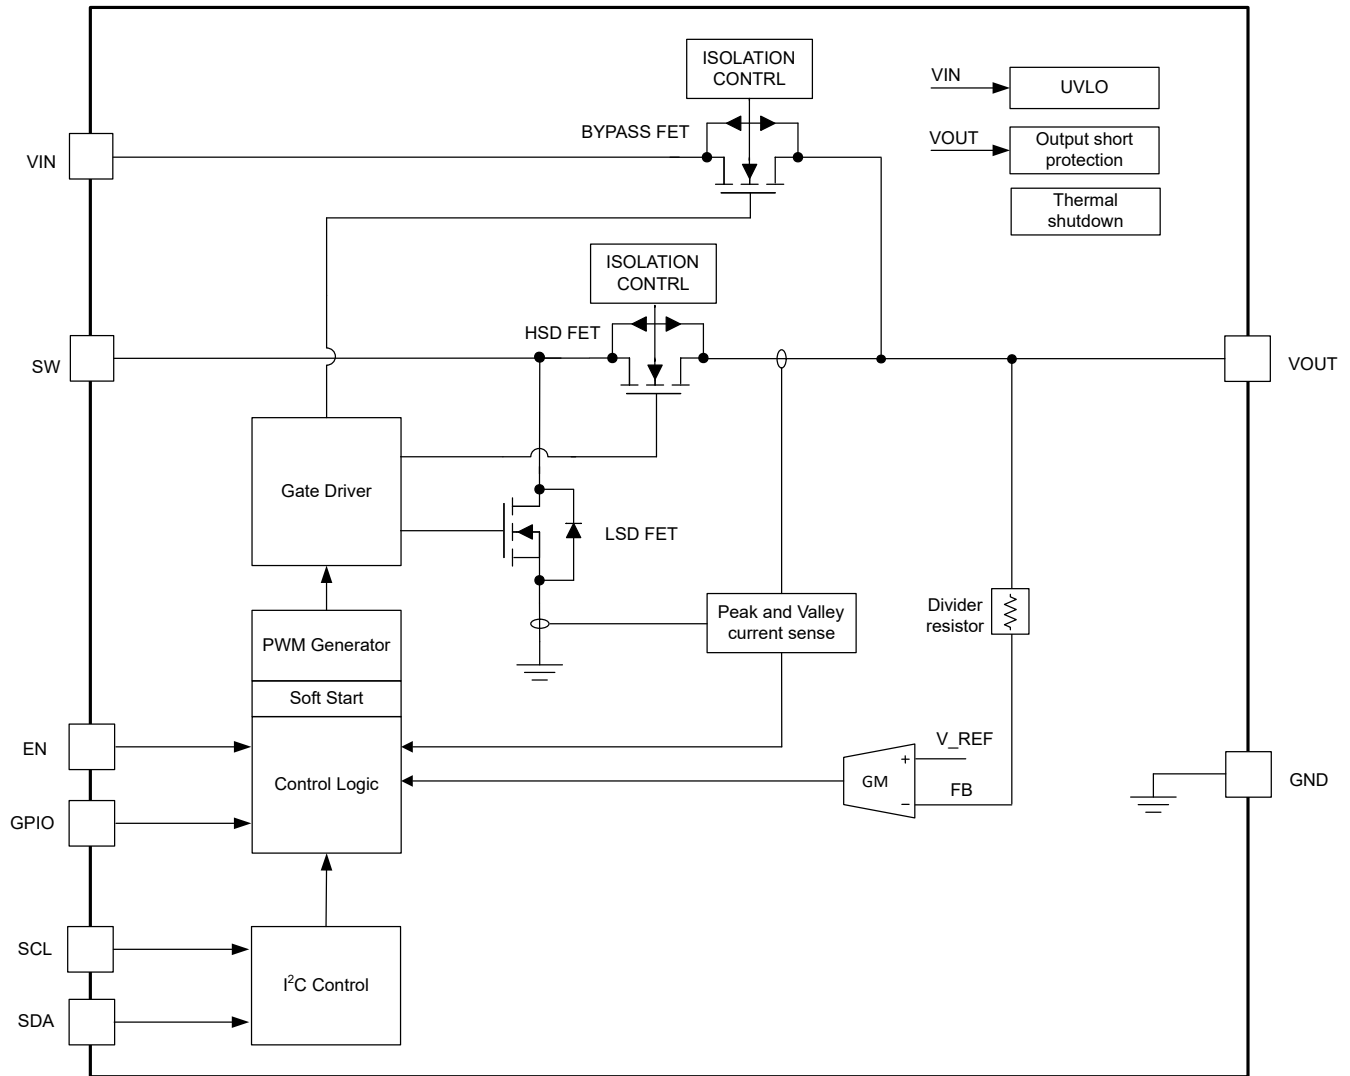 ISOLATION
CONTRL
VIN
UVLO
BYPASS FET
VOUT
Output short
protection
VIN
Thermal
shutdown
ISOLATION
CONTRL
HSD FET
SW
VOUT
Gate Driver
LSD FET
Peak and Valley
current sense
Divider
resistor
PWM Generator
Soft Start
EN
V_REF
Control Logic
+
GM
FB
−
GND
GPIO
SCL
I²C Control
SDA